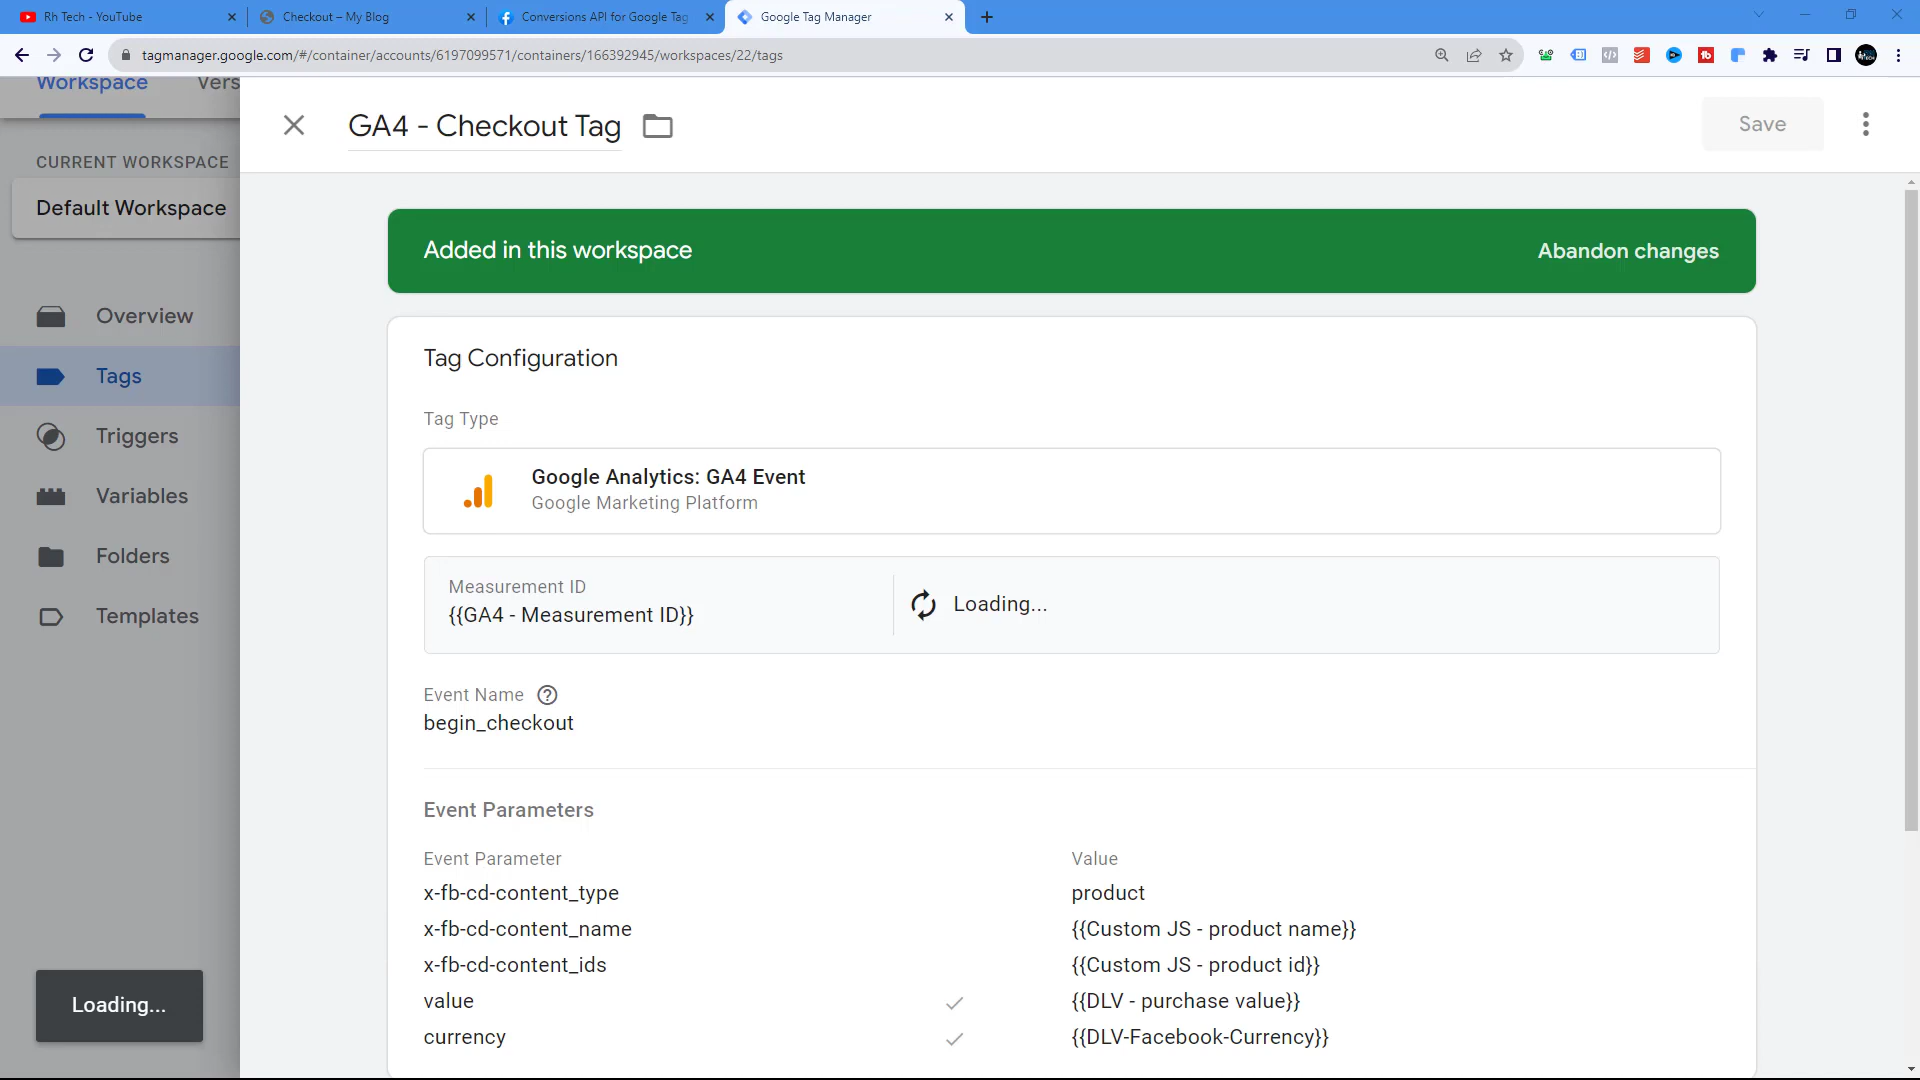 Rh Tech - YouTube
Checkout – My Blog
Conversions API for Google Tag
Google Tag Manager
tagmanager.google.com/#/container/accounts/6197099571/containers/166392945/workspaces/22/tags
Workspace Vers
GA4 - Checkout Tag
Save
CURRENT WORKSPACE
Default Workspace
Added in this workspace
Abandon changes
Overview
Tags
Triggers
Variables
Folders
Templates
Loading...
Tag Configuration
Tag Type
Google Analytics: GA4 Event
Google Marketing Platform
Measurement ID
{{GA4 - Measurement ID}}
Loading...
Event Name
begin_checkout
Event Parameters
Event Parameter Value
x-fb-cd-content_type product
x-fb-cd-content_name {{Custom JS - product name}}
x-fb-cd-content_ids {{Custom JS - product id}}
value {{DLV - purchase value}}
currency {{DLV-Facebook-Currency}}